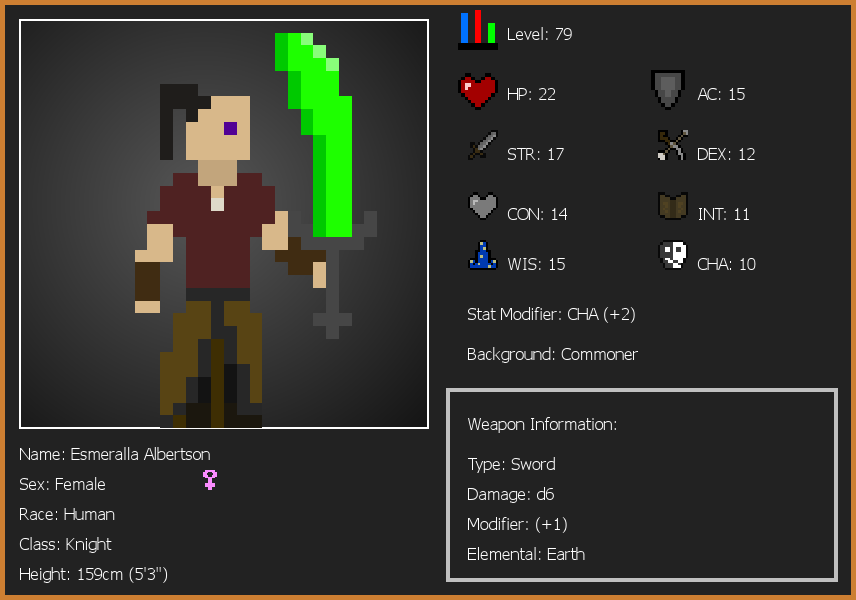 Level: 79
HP: 22
AC: 15
STR: 17
DEX: 12
CON: 14
INT: 11
WIS: 15
CHA: 10
Stat Modifier: CHA (+2)
Background: Commoner
Weapon Information:
Type: Sword
Damage: d6
Modifier: (+1)
Elemental: Earth
Name: Esmeralla Albertson
Sex: Female
Race: Human
Class: Knight
Height: 159cm (5'3")